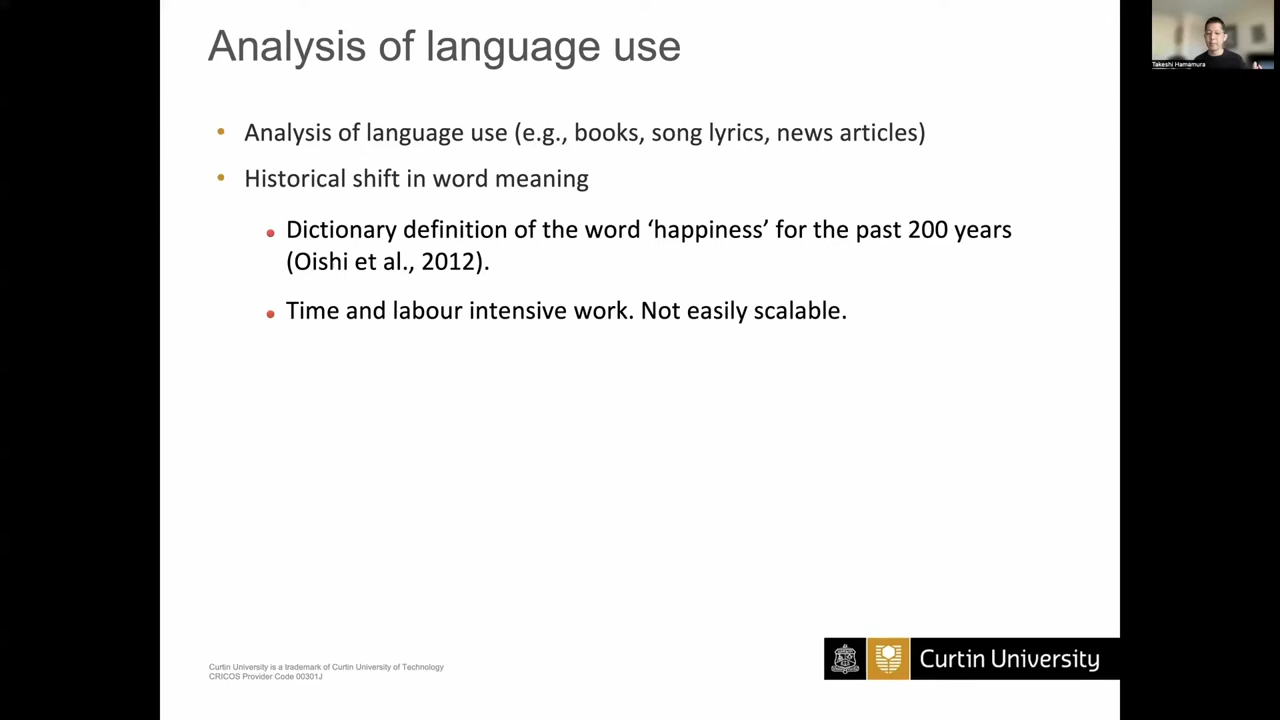 Analysis of language use
Takeshi Hamamura
• Analysis of language use (e.g., books, song lyrics, news articles)
• Historical shift in word meaning
• Dictionary definition of the word ‘happiness’ for the past 200 years
(Oishi et al., 2012).
• Time and labour intensive work. Not easily scalable.
Curtin University is a trademark of Curtin University of Technology
CRICOS Provider Code 00301J
Curtin University